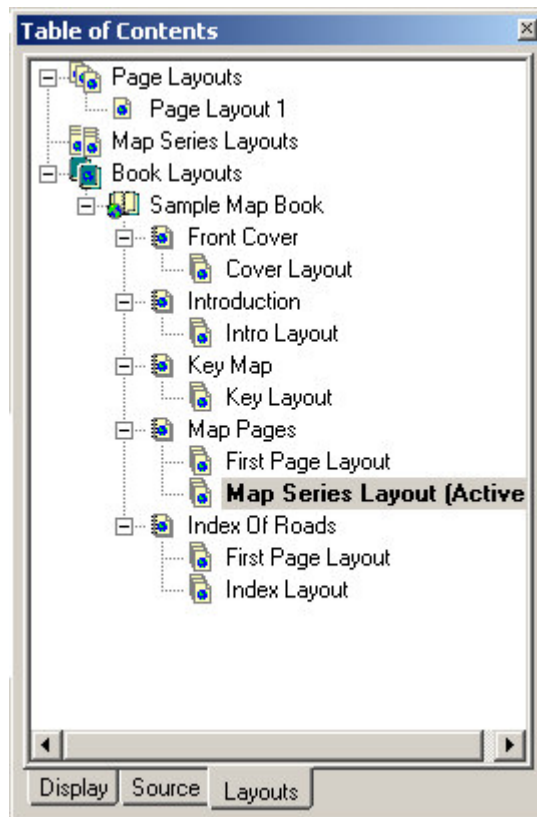 Table of Contents
Page Layouts
Page Layout 1
Map Series Layouts
Book Layouts
Sample Map Book
Front Cover
Cover Layout
Introduction
Intro Layout
Key Map
Key Layout
Map Pages
First Page Layout
Map Series Layout (Active
Index Of Roads
First Page Layout
Index Layout
Display Source Layouts